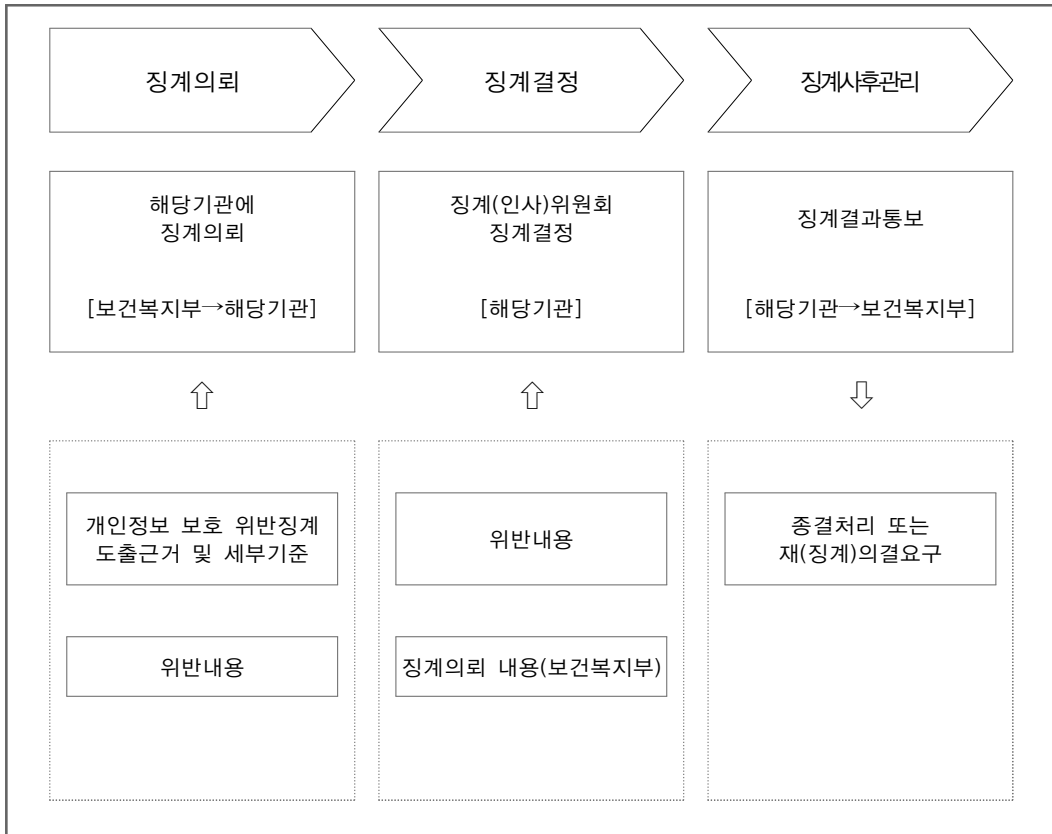 징계의뢰
징계결정
징계사후관리
해당기관에
징계의뢰
[보건복지부→해당기관]
징계(인사)위원회
징계결정
[해당기관]
징계결과통보
[해당기관→보건복지부]
개인정보 보호 위반징계
도출근거 및 세부기준
위반내용
위반내용
징계의뢰 내용(보건복지부)
종결처리 또는
재(징계)의결요구